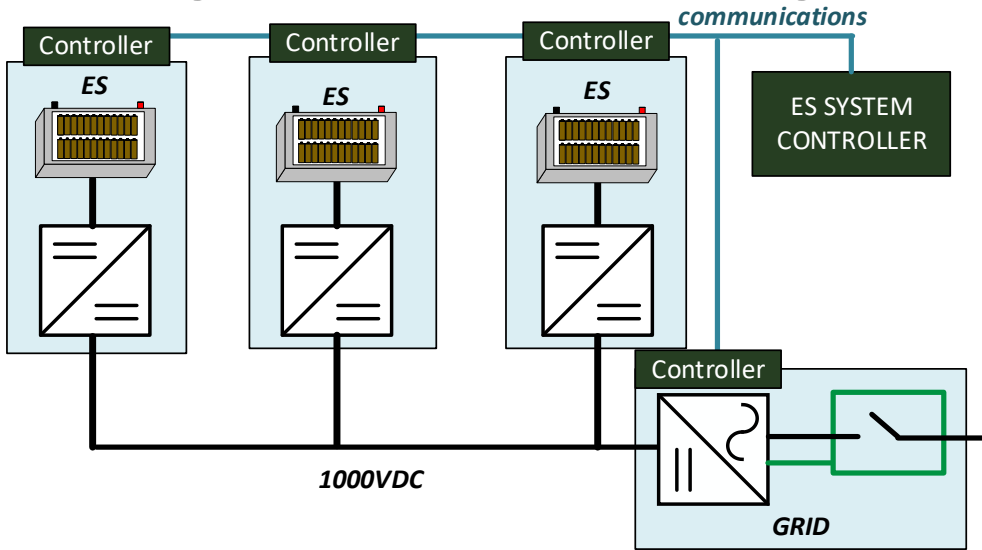 communications
Controller
Controller
Controller
ES
ES
ES
ES SYSTEM
CONTROLLER
Controller
1000VDC
GRID